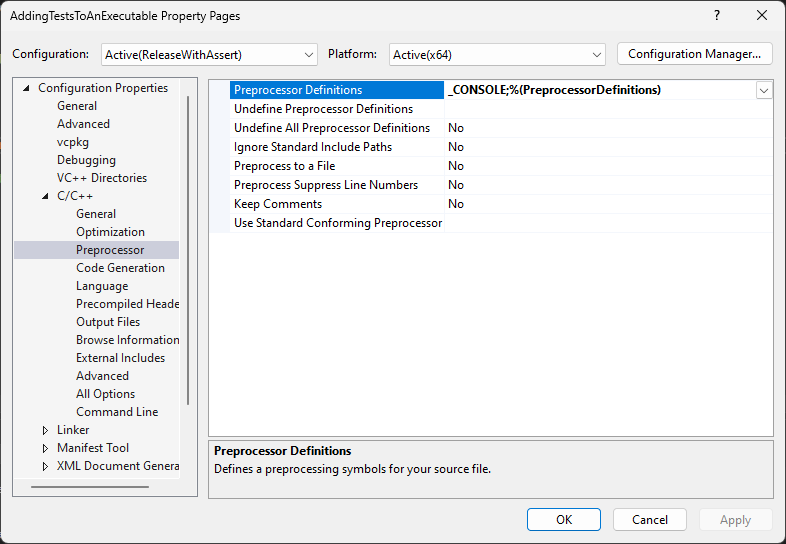 AddingTestsToAnExecutable Property Pages ? ✕
Configuration: Active(ReleaseWithAssert) Platform: Active(x64) Configuration Manager...
Configuration Properties
General
Advanced
vcpkg
Debugging
VC++ Directories
C/C++
General
Optimization
Preprocessor
Code Generation
Language
Precompiled Heade
Output Files
Browse Information
External Includes
Advanced
All Options
Command Line
Linker
Manifest Tool
XML Document Genera
Preprocessor Definitions _CONSOLE;%(PreprocessorDefinitions)
Undefine Preprocessor Definitions
Undefine All Preprocessor Definitions No
Ignore Standard Include Paths No
Preprocess to a File No
Preprocess Suppress Line Numbers No
Keep Comments No
Use Standard Conforming Preprocessor
Preprocessor Definitions
Defines a preprocessing symbols for your source file.
OK Cancel Apply